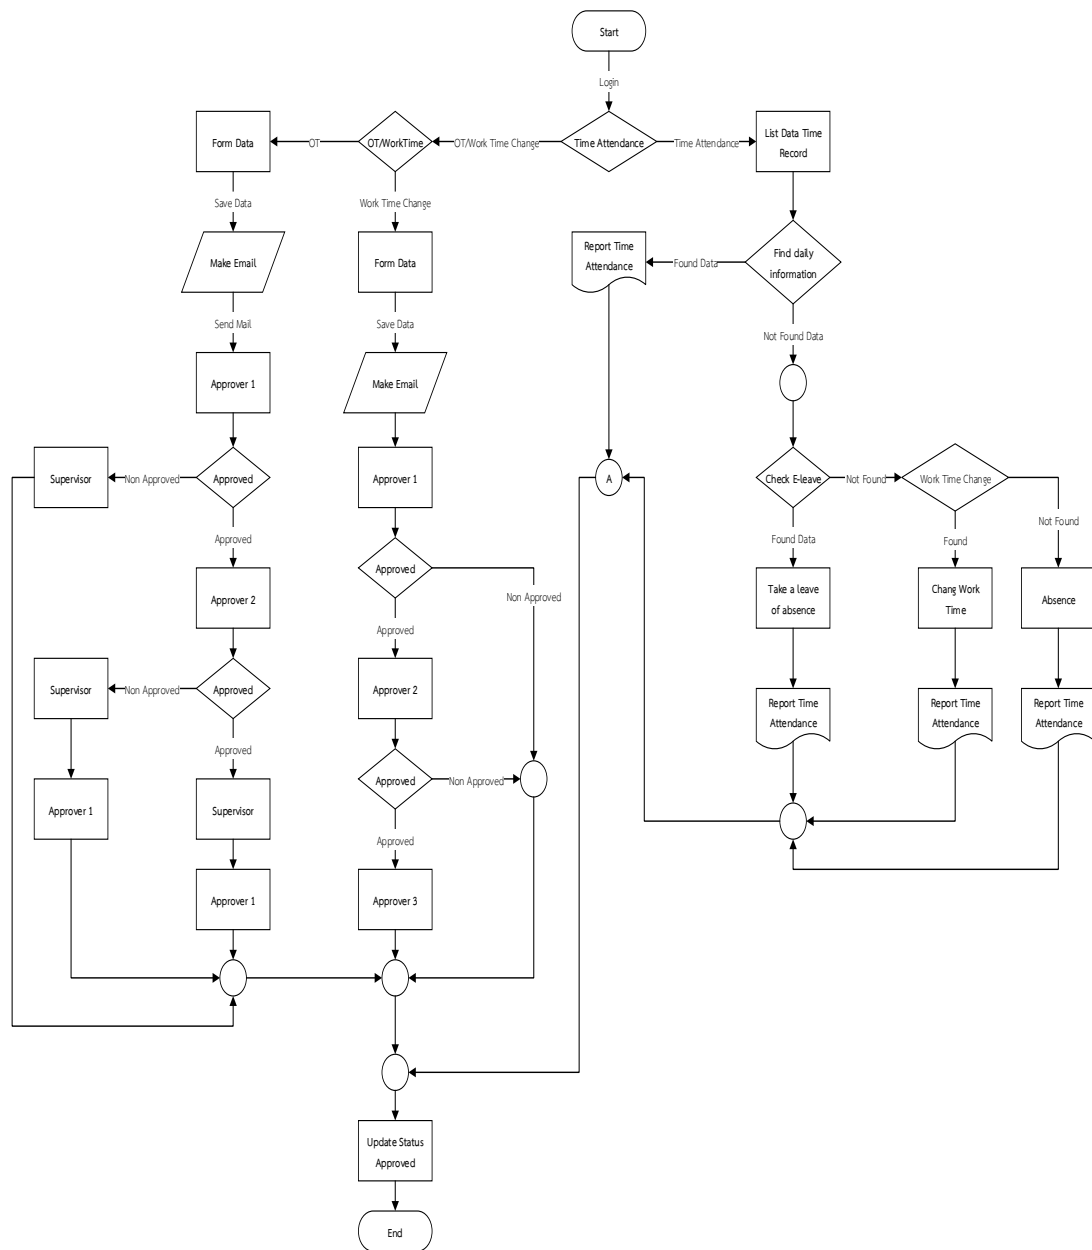 Start
Login
Form Data
OT
OT/WorkTime
OT/Work Time Change
Time Attendance
Time Attendance
List Data Time
Record
Save Data
Work Time Change
Make Email
Form Data
Report Time
Attendance
Found Data
Find daily
information
Send Mail
Save Data
Not Found Data
Approver 1
Make Email
Supervisor
Non Approved
Approved
Approver 1
A
Check E-leave
Not Found
Work Time Change
Approved
Found Data
Found
Not Found
Approved
Non Approved
Approver 2
Take a leave
of absence
Chang Work
Time
Absence
Approved
Supervisor
Non Approved
Approved
Approver 2
Report Time
Attendance
Report Time
Attendance
Report Time
Attendance
Approved
Approved
Non Approved
Approver 1
Supervisor
Approved
Approver 1
Approver 3
Update Status
Approved
End